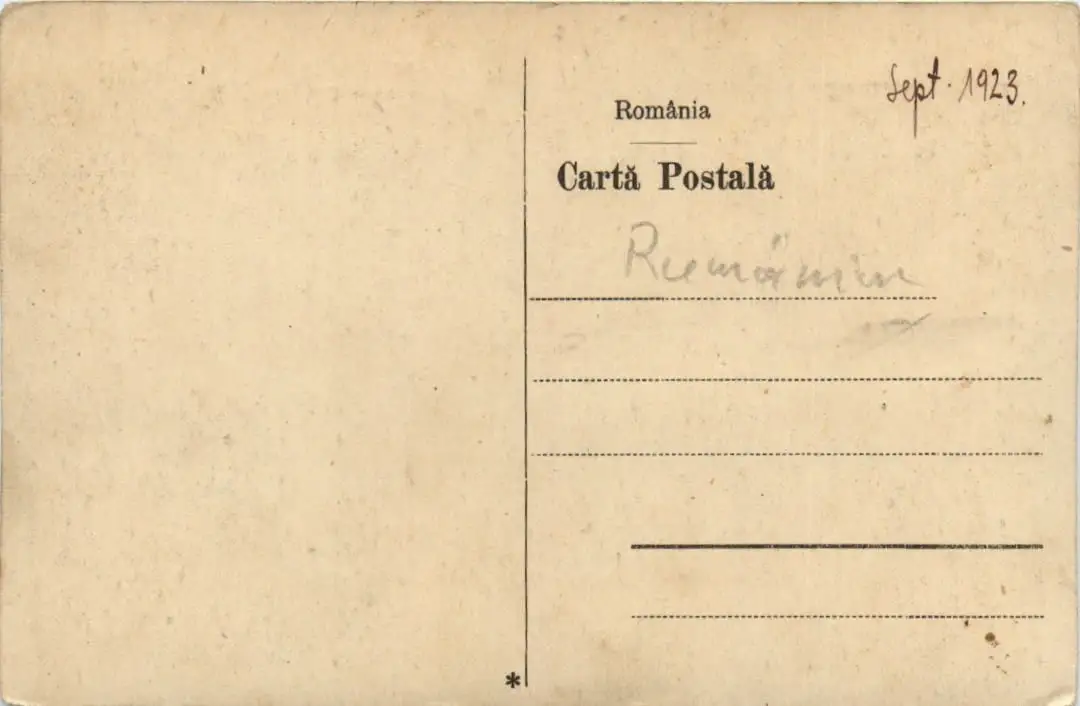 Sept. 1923.
România
Cartă Postală
Rumänien
*